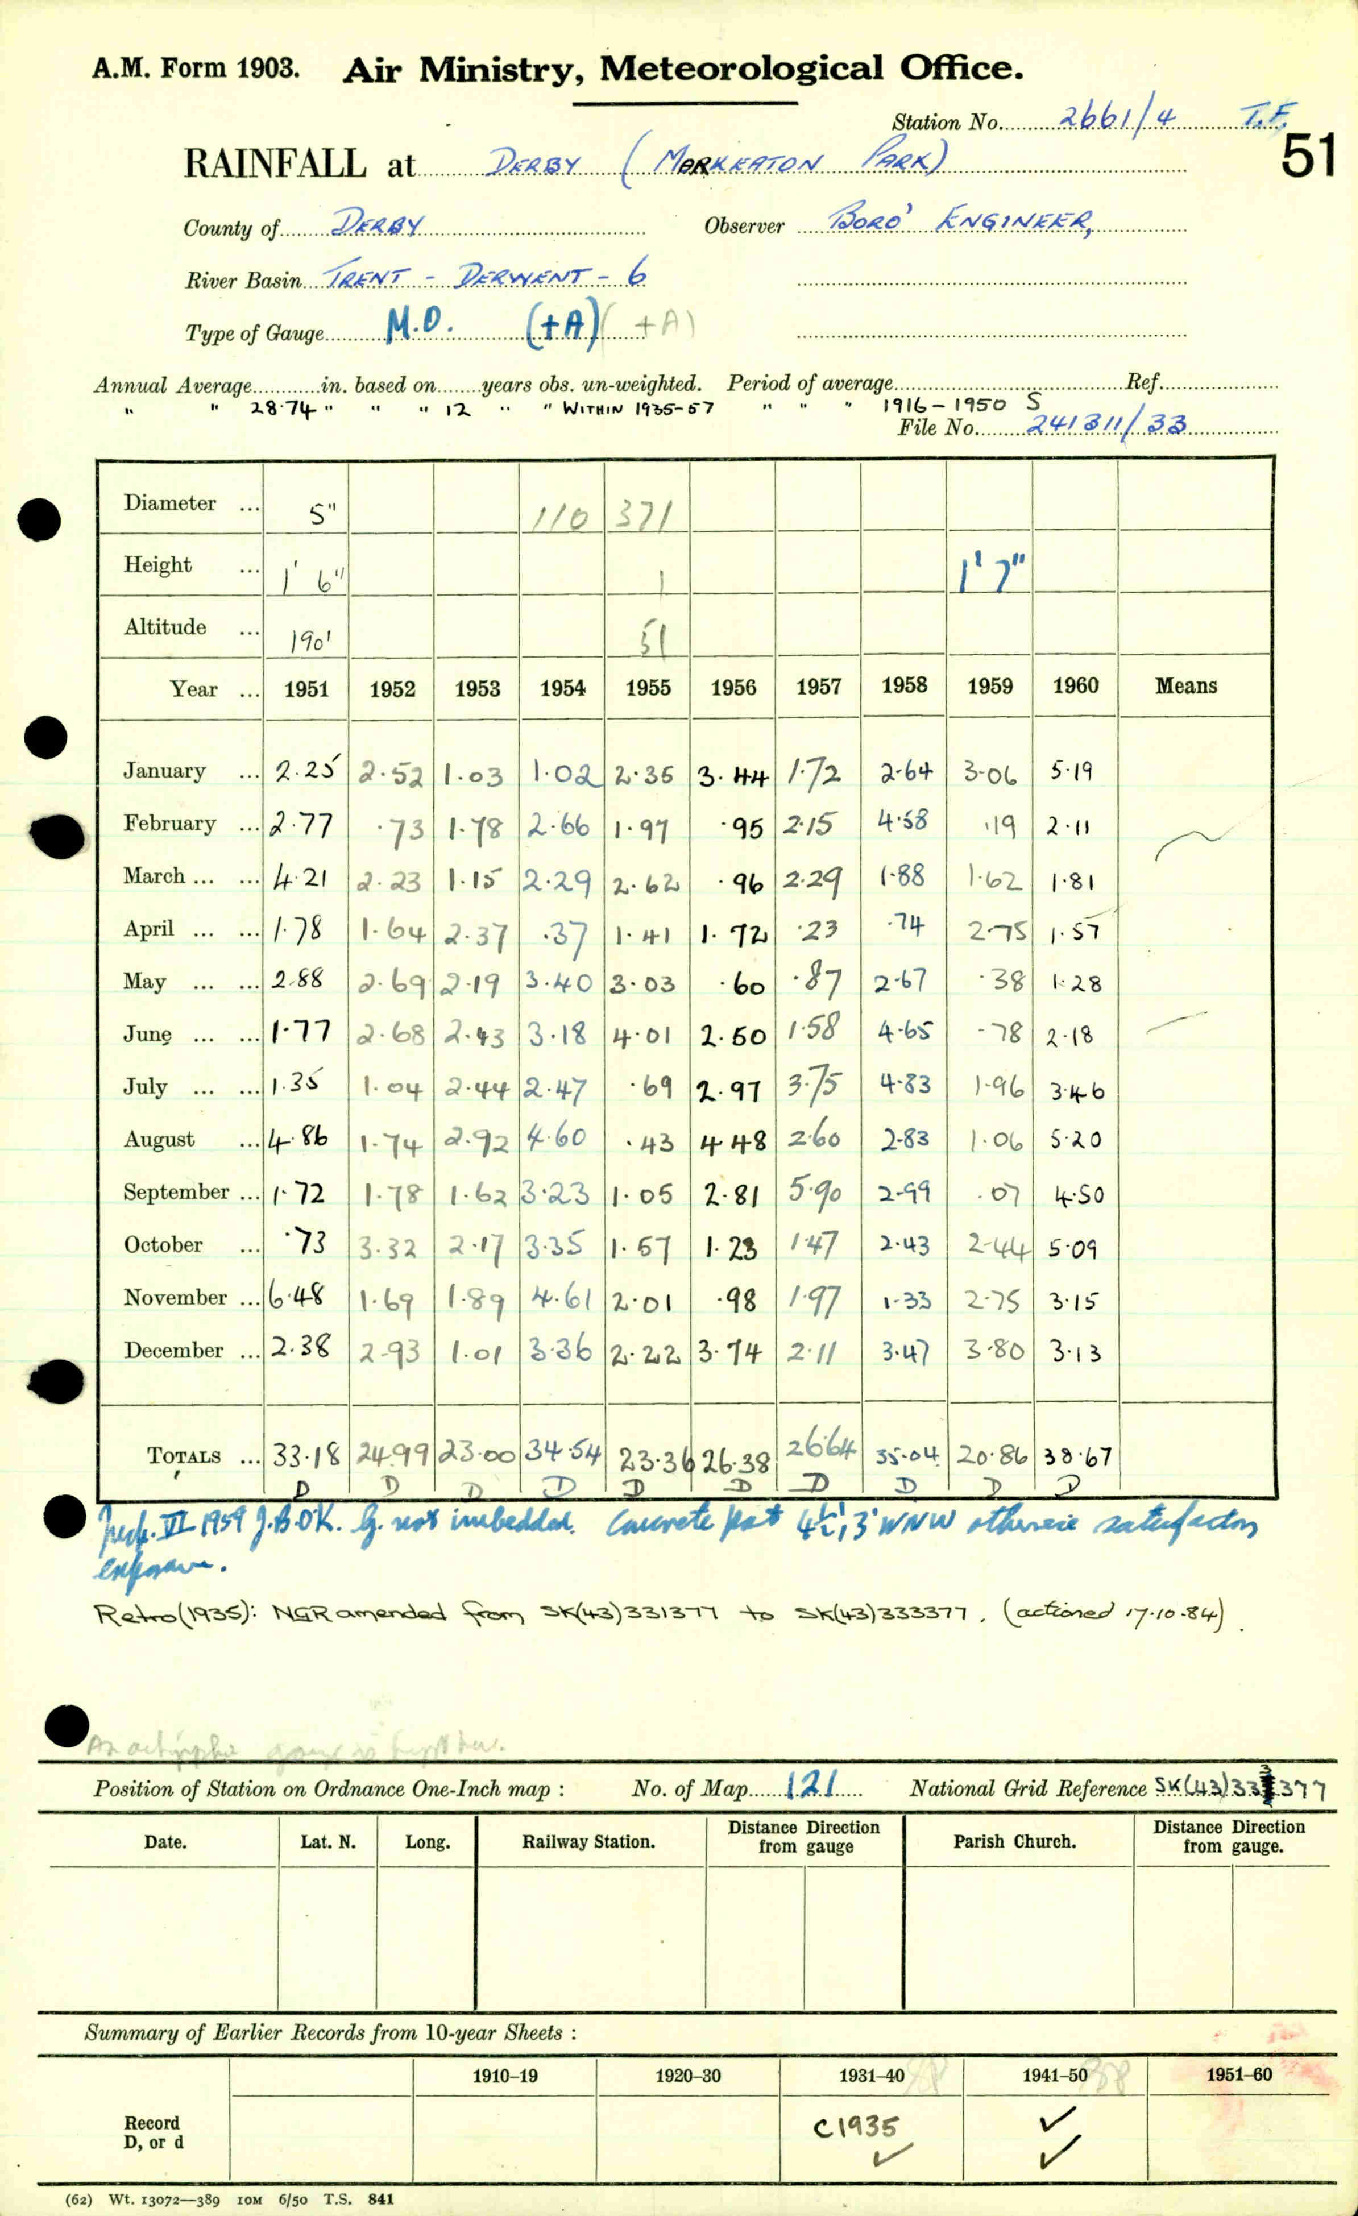 A.M. Form 1903. Air Ministry, Meteorological Office.
Station No. 2661/4 T.F.
51
RAINFALL at DERBY (MARKEATON PARK)
County of DERBY Observer BORO' ENGINEER,
River Basin TRENT - DERWENT - 6
Type of Gauge M.O. (+A) (+A)
Annual Average in. based on years obs. un-weighted. Period of average Ref.
" " 28.74 " " " 12 " " WITHIN 1935-57 " " " 1916-1950 S
File No. 241311/33
Diameter ... 5" 110 371
Height ... 1' 6" 1 1' 7"
Altitude ... 190' 51
Year ... 1951 1952 1953 1954 1955 1956 1957 1958 1959 1960 Means
January ... 2.25 2.52 1.03 1.02 2.35 3.44 1.72 2.64 3.06 5.19
February ... 2.77 .73 1.78 2.66 1.97 .95 2.15 4.58 .19 2.11
March ... ... 4.21 2.23 1.15 2.29 2.62 .96 2.29 1.88 1.62 1.81
April ... ... 1.78 1.64 2.37 .37 1.41 1.72 .23 .74 2.75 1.57
May ... ... 2.88 2.69 2.19 3.40 3.03 .60 .87 2.67 .38 1.28
June ... ... 1.77 2.68 2.43 3.18 4.01 2.50 1.58 4.65 .78 2.18
July ... ... 1.35 1.04 2.44 2.47 .69 2.97 3.75 4.83 1.96 3.46
August ... 4.86 1.74 2.92 4.60 .43 4.48 2.60 2.83 1.06 5.20
September ... 1.72 1.78 1.62 3.23 1.05 2.81 5.90 2.99 .07 4.50
October ... .73 3.32 2.17 3.35 1.57 1.23 1.47 2.43 2.44 5.09
November ... 6.48 1.69 1.89 4.61 2.01 .98 1.97 1.33 2.75 3.15
December ... 2.38 2.93 1.01 3.36 2.22 3.74 2.11 3.47 3.80 3.13
TOTALS ... 33.18 24.99 23.00 34.54 23.36 26.38 26.64 35.04 20.86 38.67
D D D D D D D D D D
Insp. VI 1959 J.B. OK. G. not imbedded. Concrete post 4½', 3' WNW otherwise satisfactory
exposure.
Retro(1935): NGR amended from SK(43)331377 to SK(43)333377. (actioned 17.10.84).
Position of Station on Ordnance One-Inch map : No. of Map 121 National Grid Reference SK(43)333377
Date. Lat. N. Long. Railway Station. Distance Direction from gauge Parish Church. Distance Direction from gauge.
Summary of Earlier Records from 10-year Sheets :
1910–19 1920–30 1931–40 1941–50 1951–60
Record
D, or d
C1935 ✓
✓ ✓
(62) Wt. 13072—389 10M 6/50 T.S. 841